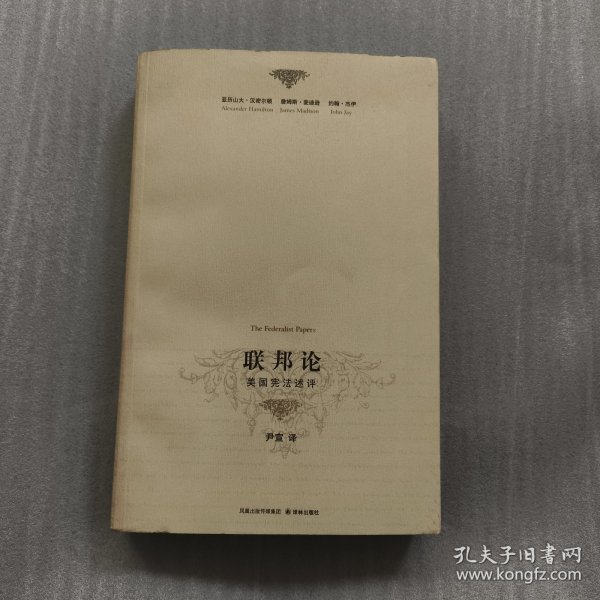 亚历山大·汉密尔顿 詹姆斯·麦迪逊 约翰·杰伊
Alexander Hamilton James Madison John Jay
The Federalist Papers
联邦论
美国宪法述评
尹宣 译
凤凰出版传媒集团 译林出版社
孔夫子旧书网
www.kongfz.com